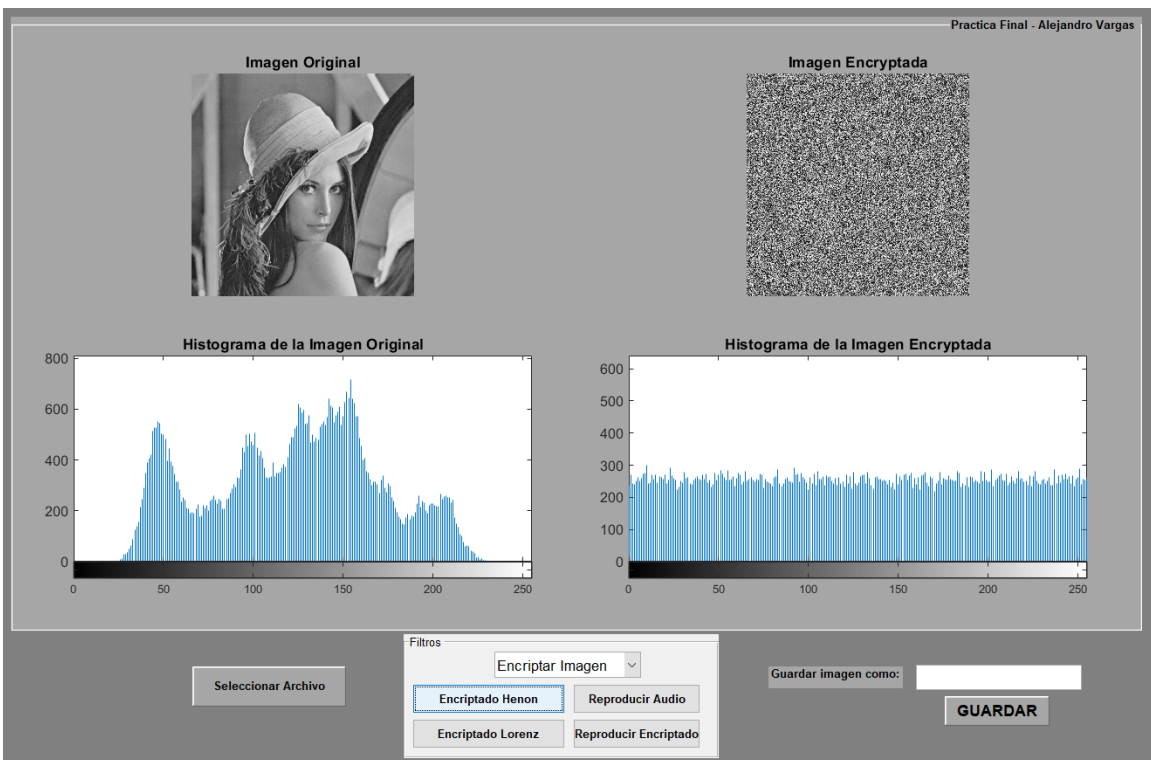 Practica Final - Alejandro Vargas
Imagen Original
Imagen Encryptada
Histograma de la Imagen Original
800
600
400
200
0
0 50 100 150 200 250
Histograma de la Imagen Encryptada
600
500
400
300
200
100
0
0 50 100 150 200 250
Seleccionar Archivo
Filtros
Encriptar Imagen
Encriptado Henon
Reproducir Audio
Encriptado Lorenz
Reproducir Encriptado
Guardar imagen como:
GUARDAR